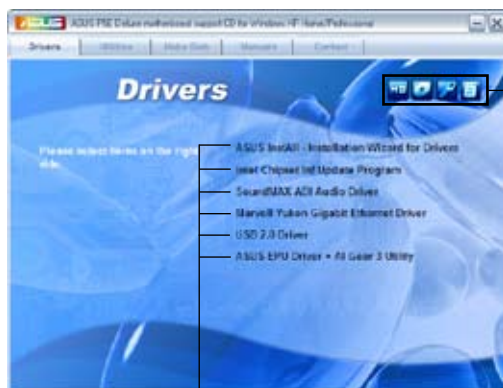 ASUS P5E Deluxe motherboard support CD for Windows XP Home/Professional
Drivers Utilities Make Disk Manuals Contact
Drivers
Please select items on the right side.
ASUS InstAll - Installation Wizard for Drivers
Intel Chipset Inf Update Program
SoundMAX ADI Audio Driver
Marvell Yukon Gigabit Ethernet Driver
USB 2.0 Driver
ASUS EPU Driver + AI Gear 3 Utility